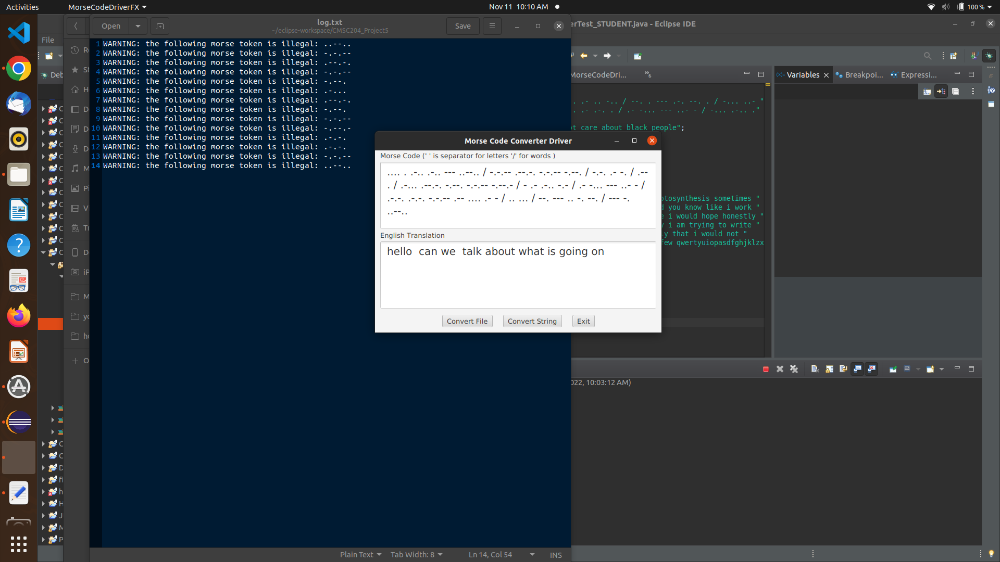 Activities
MorseCodeDriverFX
Nov 11 10:10 AM
100 %
Open
log.txt
~/eclipse-workspace/CMSC204_Project5
Save
erTest_STUDENT.java - Eclipse IDE
File
1 WARNING: the following morse token is illegal: ..--..
2 WARNING: the following morse token is illegal: -.-.--
3 WARNING: the following morse token is illegal: .--.-.
4 WARNING: the following morse token is illegal: -.-.--
5 WARNING: the following morse token is illegal: -.--.
6 WARNING: the following morse token is illegal: .-...
7 WARNING: the following morse token is illegal: .--.-.
8 WARNING: the following morse token is illegal: -.--.
9 WARNING: the following morse token is illegal: -.-.--
10 WARNING: the following morse token is illegal: -.--.-
11 WARNING: the following morse token is illegal: .-.-.
12 WARNING: the following morse token is illegal: .-.-.
13 WARNING: the following morse token is illegal: -.-.--
14 WARNING: the following morse token is illegal: ..--..
Deb
MorseCodeDri...
Variables
Breakpoi...
Expressi...
. .- .. -.. / --. . --- .-. --. . / -... ..- "
. .- .-. . / .- -... --- ..- - / -... .-.. ."
t care about black people";
Morse Code Converter Driver
Morse Code (' ' is separator for letters '/' for words )
.... . .-.. .-.. --- ..--.. / -.-.-- .--.-. -.-.-- -.--. / -.-. .- -. / .--
. / .-... .--.-. -.--. -.-.-- -.--.- / - .- .-.. -.- / .- -... --- ..- - /
.-.-. .-.-. -.-.-- .-- .... .- - / .. ... / --. --- .. -. --. / --- -.
..--..
English Translation
hello  can we  talk about what is going on
Convert File
Convert String
Exit
otosynthesis sometimes "
d you know like i work "
e i would hope honestly "
y i am trying to write "
ly that i would not "
few qwertyuiopasdfghjklzx
022, 10:03:12 AM)
Plain Text
Tab Width: 8
Ln 14, Col 54
INS